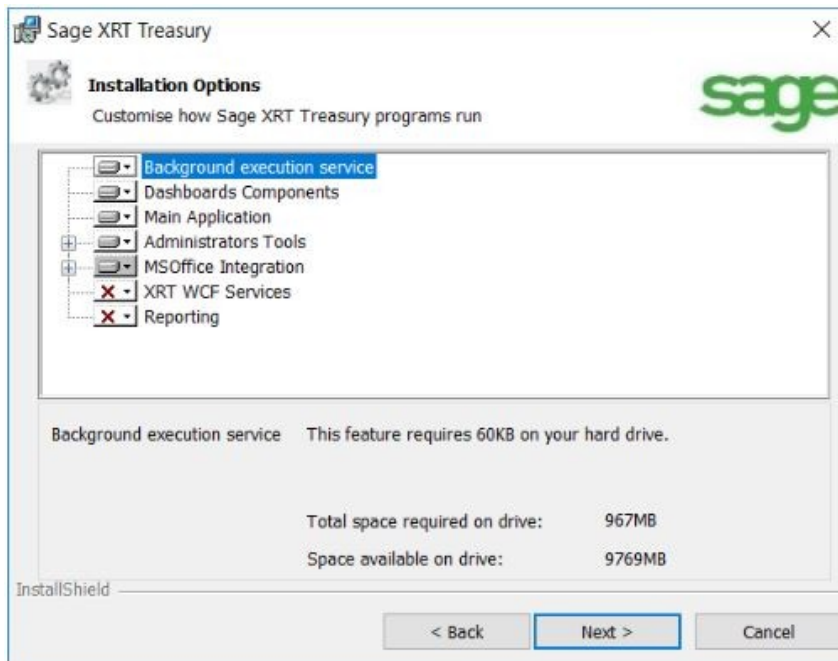 Sage XRT Treasury
Installation Options
Customise how Sage XRT Treasury programs run
sage
Background execution service
Dashboards Components
Main Application
Administrators Tools
MSOffice Integration
XRT WCF Services
Reporting
Background execution service This feature requires 60KB on your hard drive.
Total space required on drive: 967MB
Space available on drive: 9769MB
InstallShield
< Back Next > Cancel